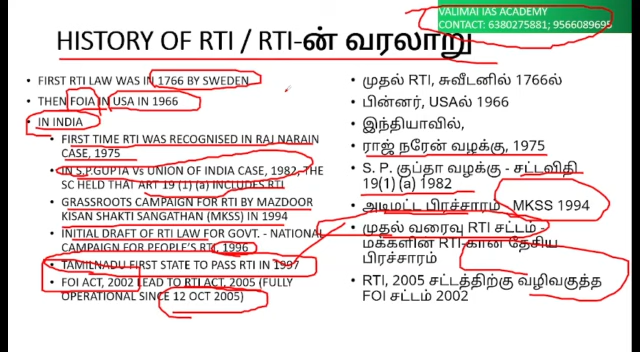 VALIMAI IAS ACADEMY
CONTACT: 6380275881; 9566089695
HISTORY OF RTI / RTI-ன் வரலாறு
• FIRST RTI LAW WAS IN 1766 BY SWEDEN
• THEN FOIA IN USA IN 1966
• IN INDIA
• FIRST TIME RTI WAS RECOGNISED IN RAJ NARAIN
CASE, 1975
• IN S.P.GUPTA VS UNION OF INDIA CASE, 1982, THE
SC HELD THAT ART 19 (1) (a) INCLUDES RTI
• GRASSROOTS CAMPAIGN FOR RTI BY MAZDOOR
KISAN SHAKTI SANGATHAN (MKSS) IN 1994
• INITIAL DRAFT OF RTI LAW FOR GOVT. - NATIONAL
CAMPAIGN FOR PEOPLE'S RTI, 1996
• TAMILNADU FIRST STATE TO PASS RTI IN 1997
• FOI ACT, 2002 LEAD TO RTI ACT, 2005 (FULLY
OPERATIONAL SINCE 12 OCT 2005)
• முதல் RTI, சுவீடனில் 1766ல்
• பின்னர், USAல் 1966
• இந்தியாவில்,
• ராஜ் நரேன் வழக்கு, 1975
• S. P. குப்தா வழக்கு - சட்டவிதி
19(1) (a) 1982
• அடிமட்ட பிரச்சாரம் - MKSS 1994
• முதல் வரைவு RTI சட்டம் -
மக்களின் RTI-கான தேசிய
பிரச்சாரம்
• RTI, 2005 சட்டத்திற்கு வழிவகுத்த
FOI சட்டம் 2002